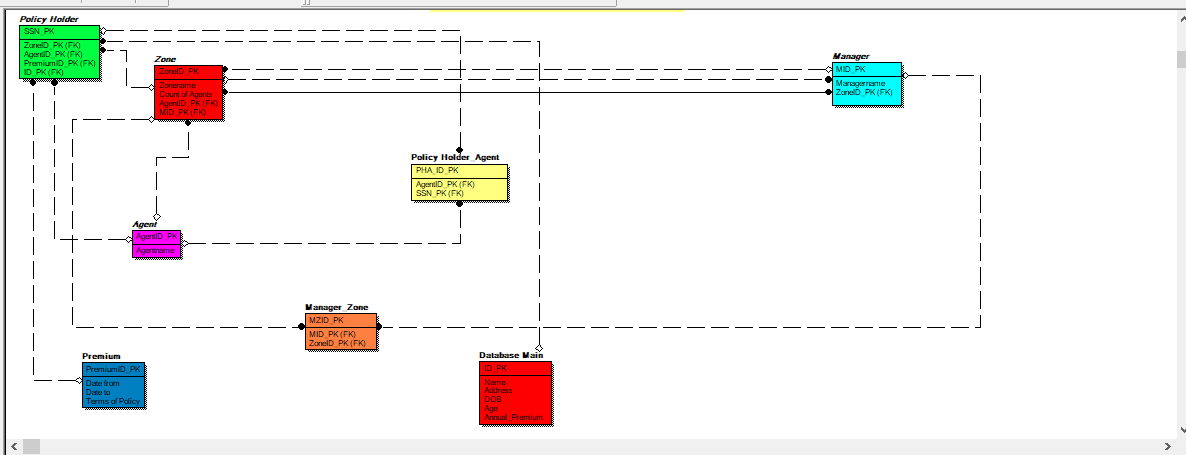 Policy Holder
SSN_PK
ZoneID_PK (FK)
AgentID_PK (FK)
PremiumID_PK (FK)
ID_PK (FK)
Zone
ZoneID_PK
Zonename
Count of Agents
AgentID_PK (FK)
MID_PK (FK)
Manager
MID_PK
Managername
ZoneID_PK (FK)
Policy Holder_Agent
PHA_ID_PK
AgentID_PK (FK)
SSN_PK (FK)
Agent
AgentID_PK
Agentname
Manager_Zone
MZID_PK
MID_PK (FK)
ZoneID_PK (FK)
Premium
PremiumID_PK
Date from
Date to
Terms of Policy
Database Main
ID_PK
Name
Address
DOB
Age
Annual_Premium